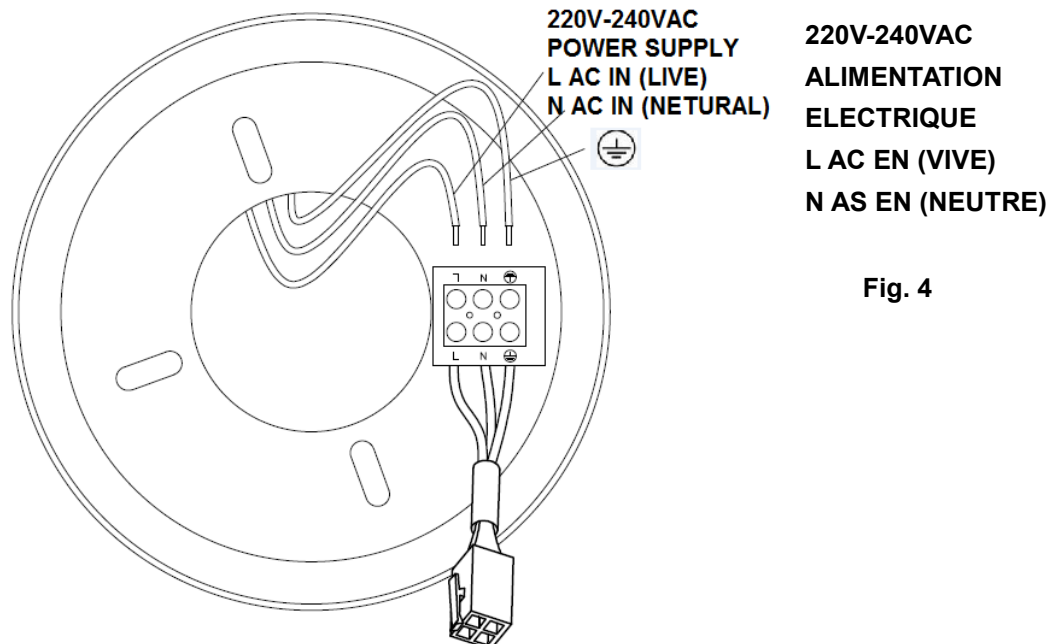 220V-240VAC
POWER SUPPLY
L AC IN (LIVE)
N AC IN (NETURAL)
220V-240VAC
ALIMENTATION
ELECTRIQUE
L AC EN (VIVE)
N AS EN (NEUTRE)
Fig. 4
L N
L N